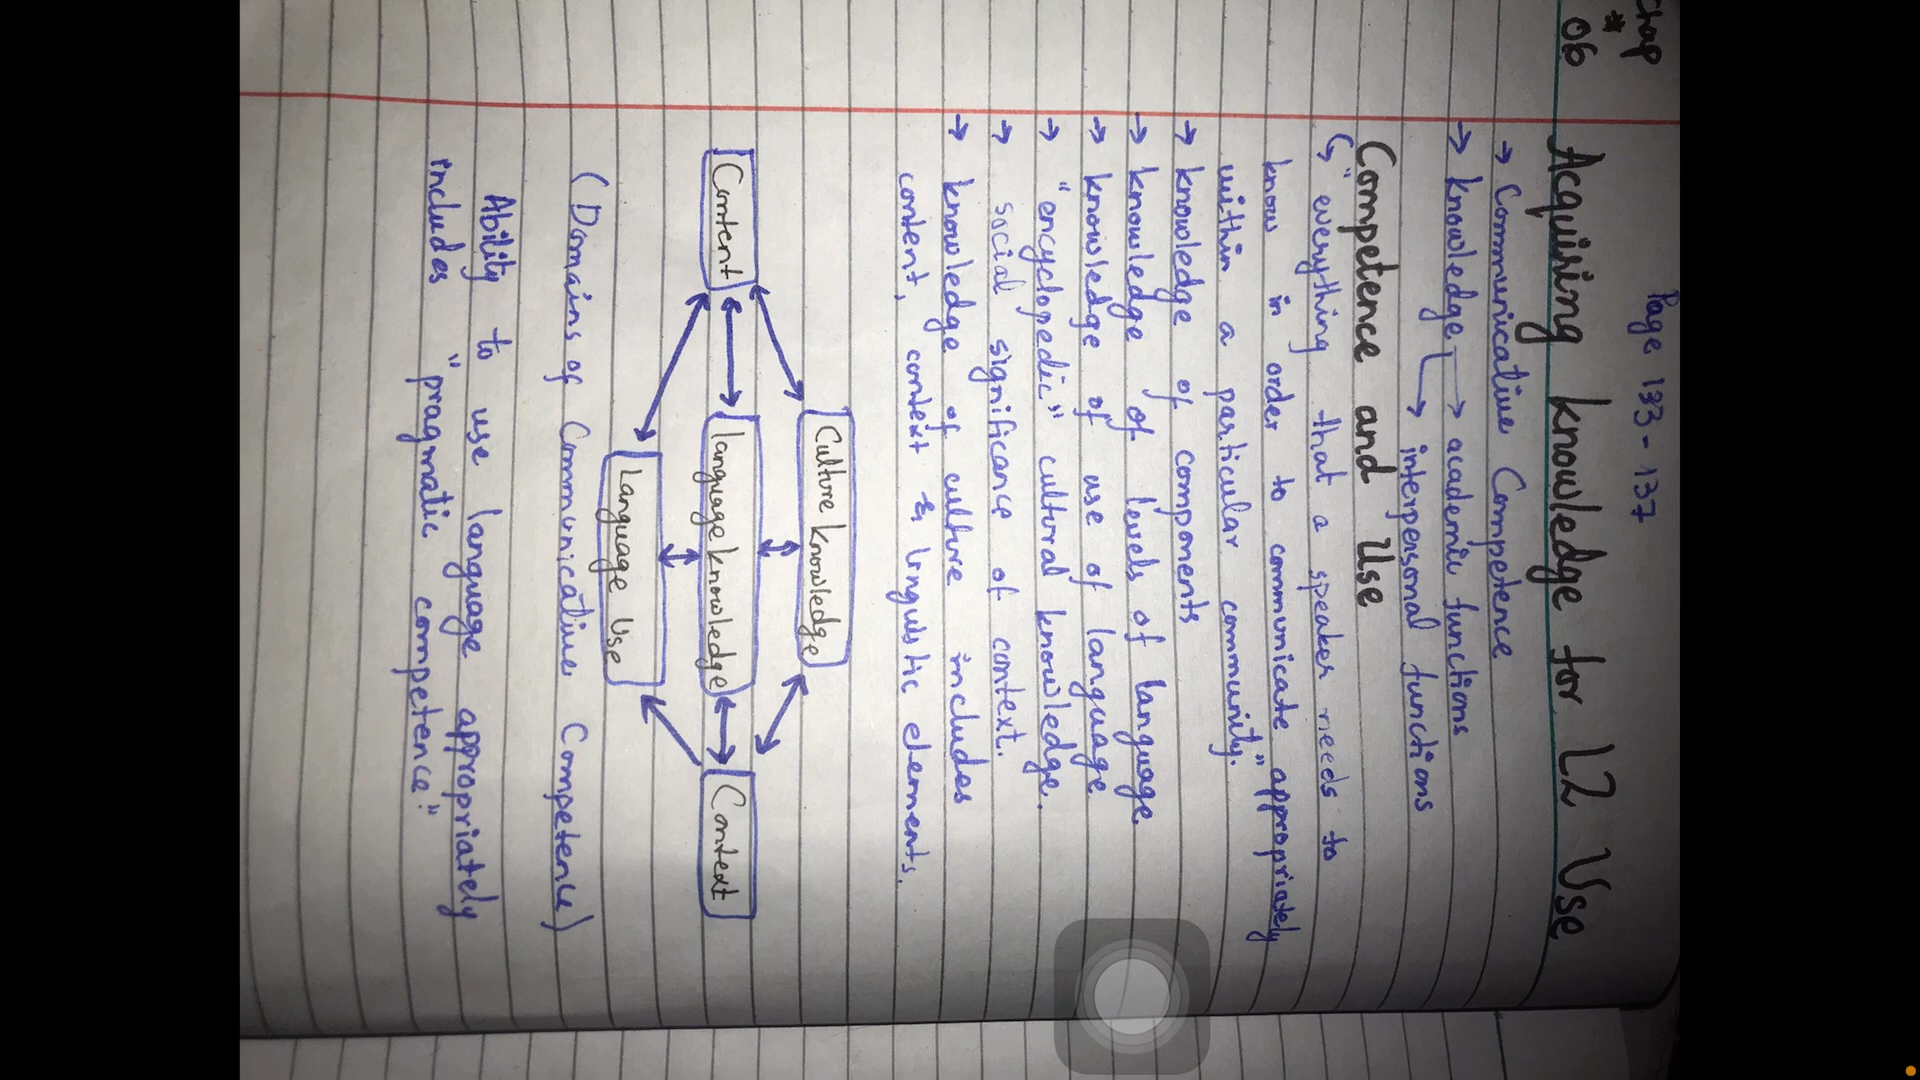 Page 133-137
Chap
# 06
Acquiring knowledge for L2 Use
→ Communicative Competence
→ knowledge → academic functions
→ interpersonal functions
Competence and Use
↳ "everything that a speaker needs to
know in order to communicate appropriately
within a particular community."
→ knowledge of components
→ knowledge of levels of language
→ knowledge of use of language
→ "encyclopedic" cultural knowledge.
→ social significance of context.
→ knowledge of culture includes
content, context & linguistic elements.
Culture knowledge
Content
language knowledge
Context
Language Use
(Domains of Communicative Competence)
Ability to use language appropriately
includes "pragmatic competence."